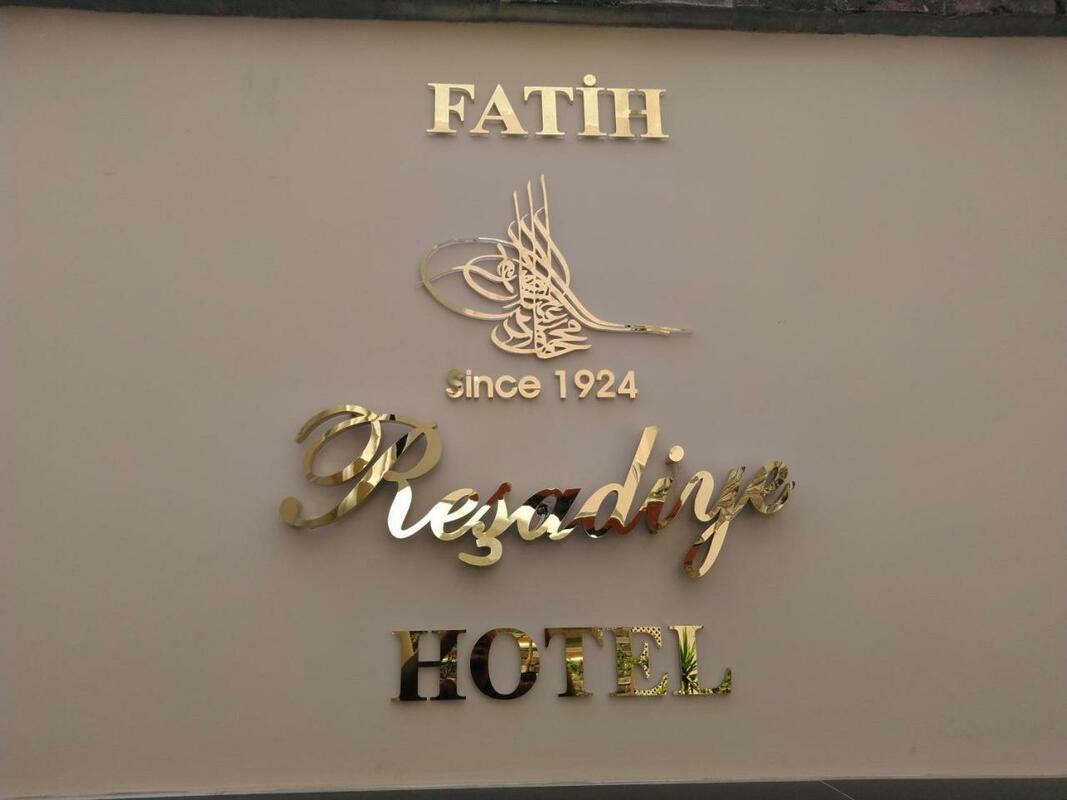 FATİH
Since 1924
Reşadiye
HOTEL